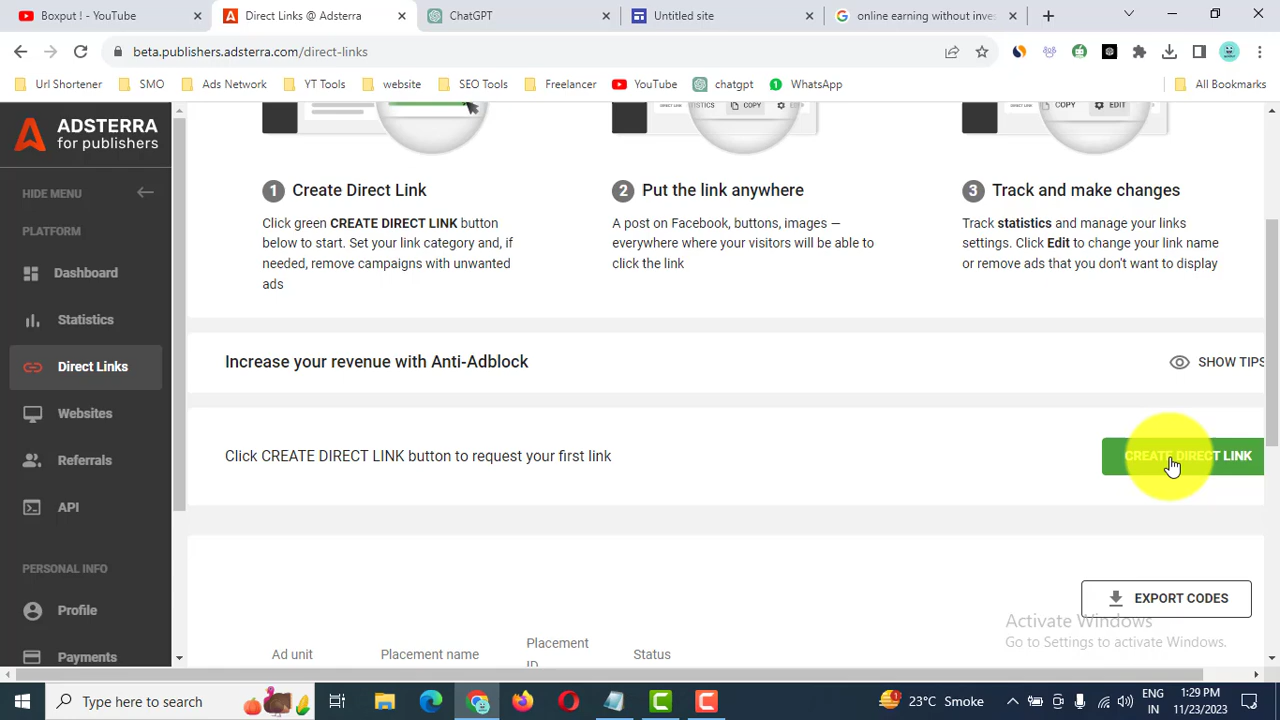 Boxput ! - YouTube
Direct Links @ Adsterra
ChatGPT
Untitled site
online earning without inves
beta.publishers.adsterra.com/direct-links
Url Shortener
SMO
Ads Network
YT Tools
website
SEO Tools
Freelancer
YouTube
chatgpt
WhatsApp
All Bookmarks
ADSTERRA
for publishers
HIDE MENU
PLATFORM
Dashboard
Statistics
Direct Links
Websites
Referrals
API
PERSONAL INFO
Profile
Payments
COPY
COPY
EDIT
1 Create Direct Link
Click green CREATE DIRECT LINK button
below to start. Set your link category and, if
needed, remove campaigns with unwanted
ads
2 Put the link anywhere
A post on Facebook, buttons, images —
everywhere where your visitors will be able to
click the link
3 Track and make changes
Track statistics and manage your links
settings. Click Edit to change your link name
or remove ads that you don't want to display
Increase your revenue with Anti-Adblock
SHOW TIPS
Click CREATE DIRECT LINK button to request your first link
CREATE DIRECT LINK
EXPORT CODES
Ad unit
Placement name
Placement
ID
Status
Activate Windows
Go to Settings to activate Windows.
Type here to search
1
23°C Smoke
ENG
IN
1:29 PM
11/23/2023